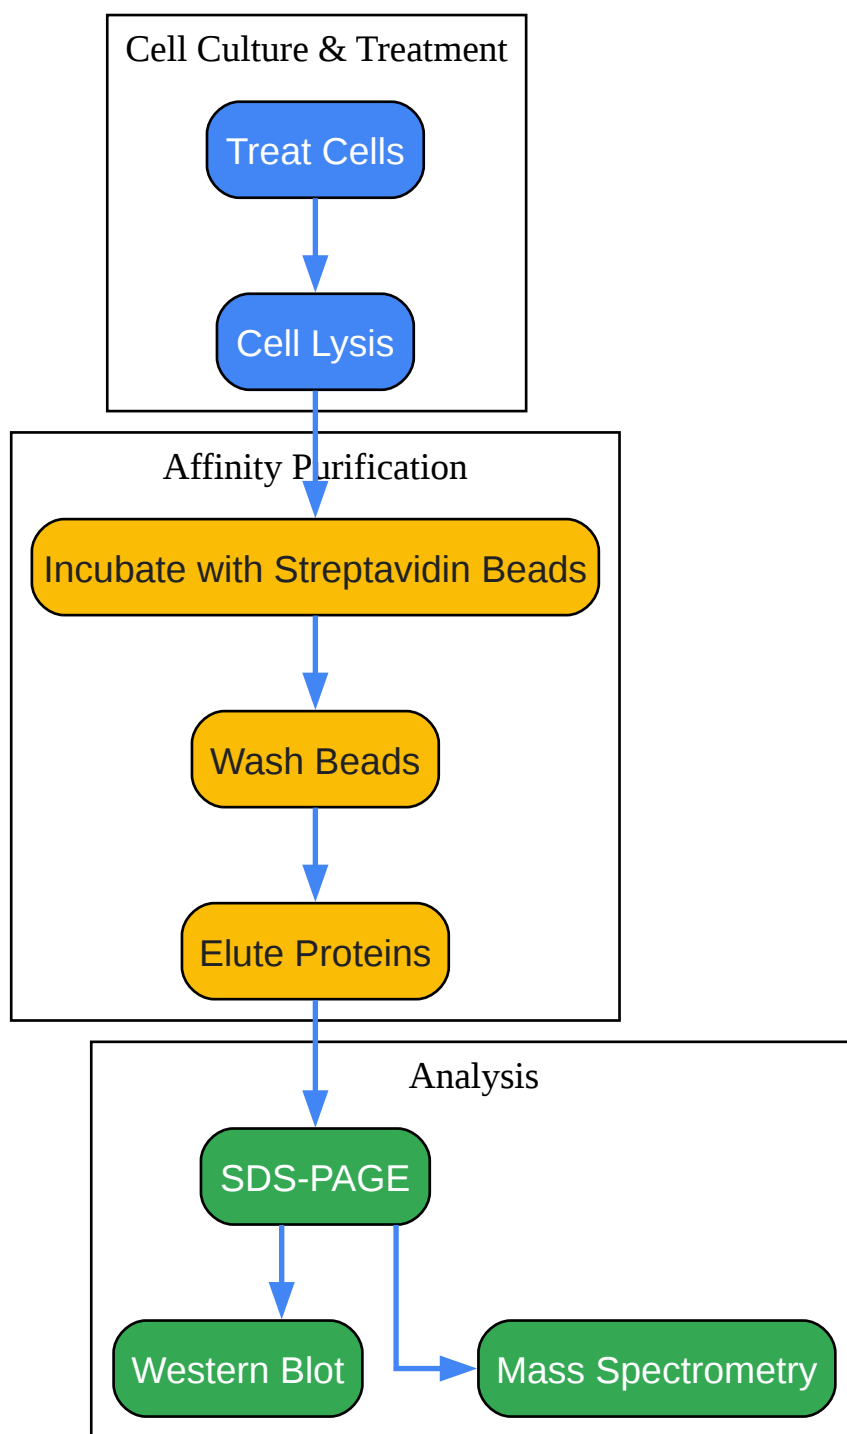 Cell Culture & Treatment
Treat Cells
Cell Lysis
Affinity Purification
Incubate with Streptavidin Beads
Wash Beads
Elute Proteins
Analysis
SDS-PAGE
Western Blot
Mass Spectrometry